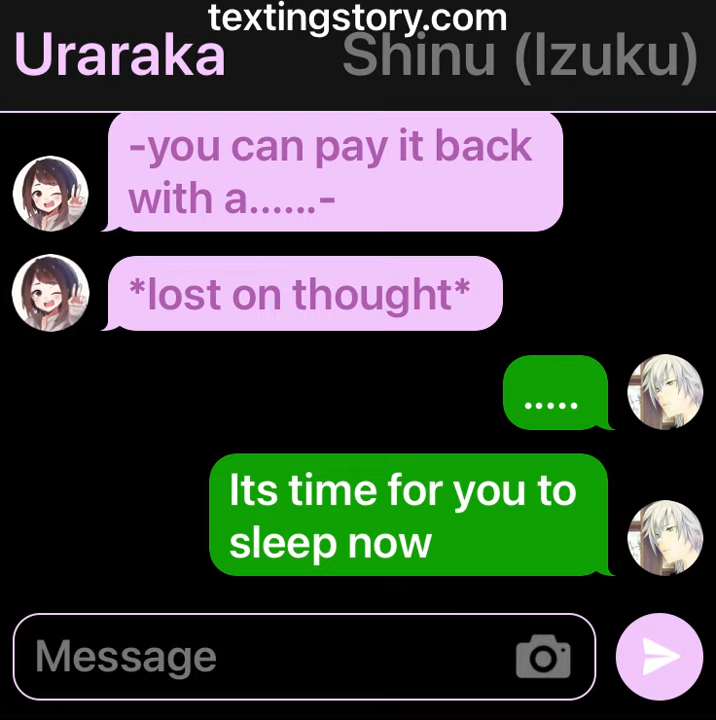 textingstory.com
Uraraka Shinu (Izuku)
-you can pay it back
with a......-
*lost on thought*
.....
Its time for you to
sleep now
Message